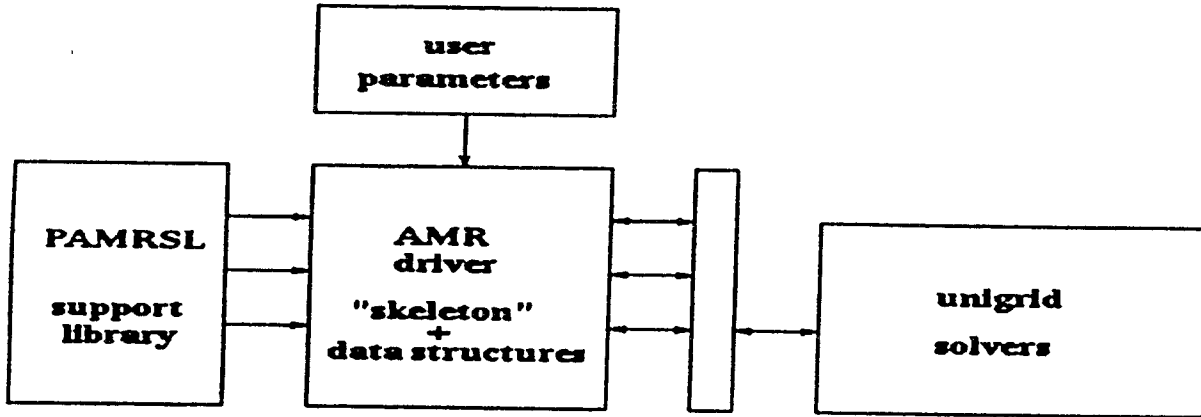 user
parameters
PAMRSL
support
library
AMR
driver
"skeleton"
+
data structures
unigrid
solvers